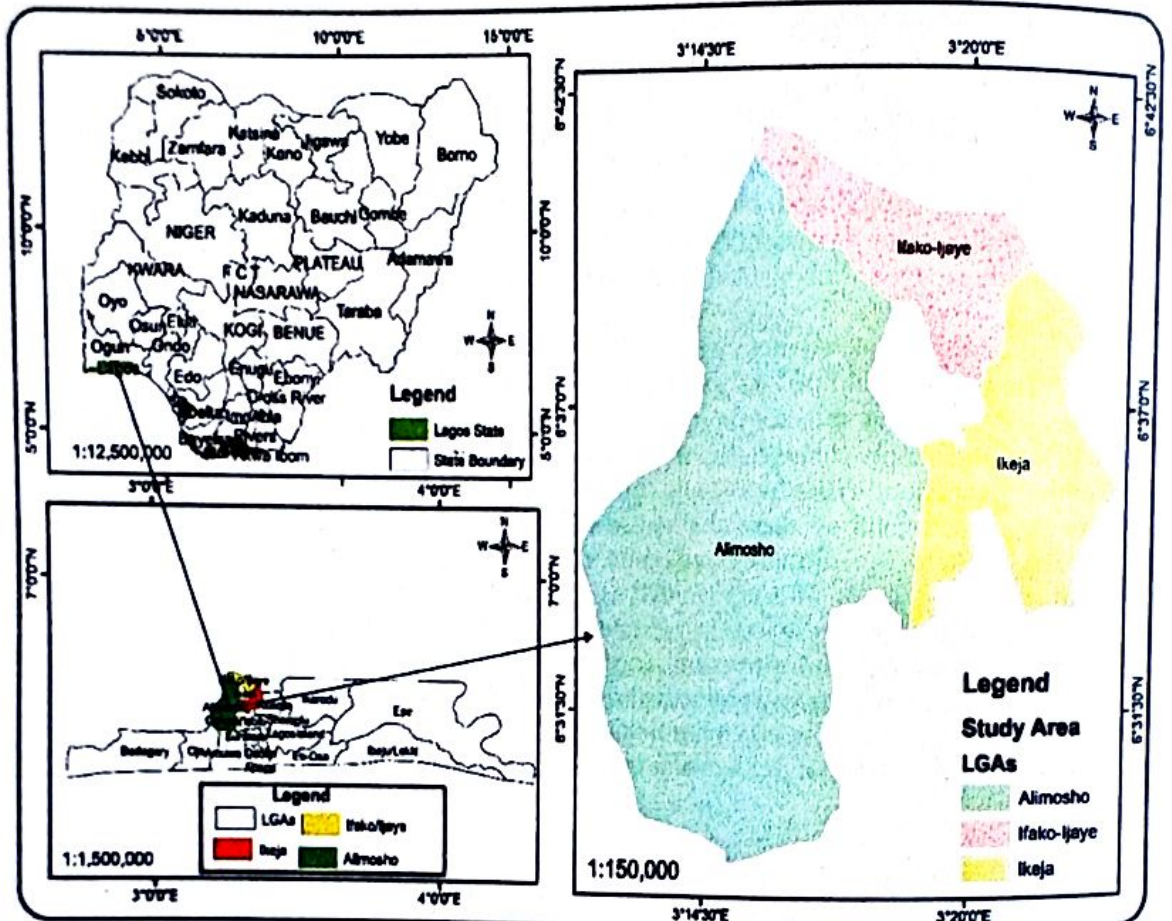 5°0'0"E 10°0'0"E 15°0'0"E
10°0'0"N
5°0'0"N
10°0'0"N
5°0'0"N
Sokoto
Kebbi
Zamfara
Katsina
Kano
Jigawa
Yobe
Borno
NIGER
Kaduna
Bauchi
Gombe
Adamawa
KWARA
F C T
PLATEAU
NASARAWA
Taraba
Oyo
Osun
Ekiti
KOGI
BENUE
Ogun
Ondo
Edo
Enugu
Ebonyi
N
W E
S
Legend
Lagos State
State Boundary
1:12,500,000
3°0'0"E 4°0'0"E
7°0'0"N
7°0'0"N
N
W E
S
Ikorodu
Epe
Badagry
Ojo
Eti-Osa
Ibeju/Lekki
Legend
LGAs
Ifako/Ijaye
Ikeja
Alimosho
1:1,500,000
3°0'0"E 4°0'0"E
3°14'30"E 3°20'0"E
6°42'30"N
6°37'0"N
6°31'30"N
6°42'30"N
6°37'0"N
6°31'30"N
N
W E
S
Ifako-Ijaye
Ikeja
Alimosho
Legend
Study Area
LGAs
Alimosho
Ifako-Ijaye
Ikeja
1:150,000
3°14'30"E 3°20'0"E